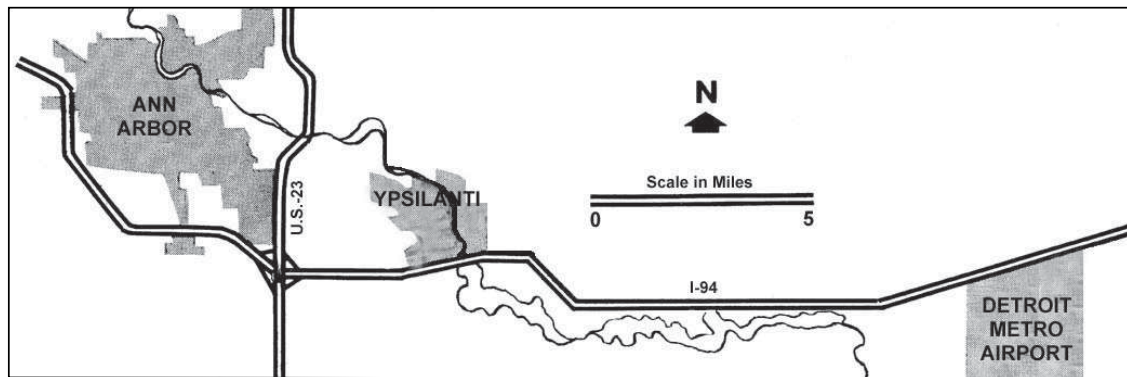 ANN
ARBOR
U.S.-23
YPSILANTI
N
Scale in Miles
0 5
I-94
DETROIT
METRO
AIRPORT